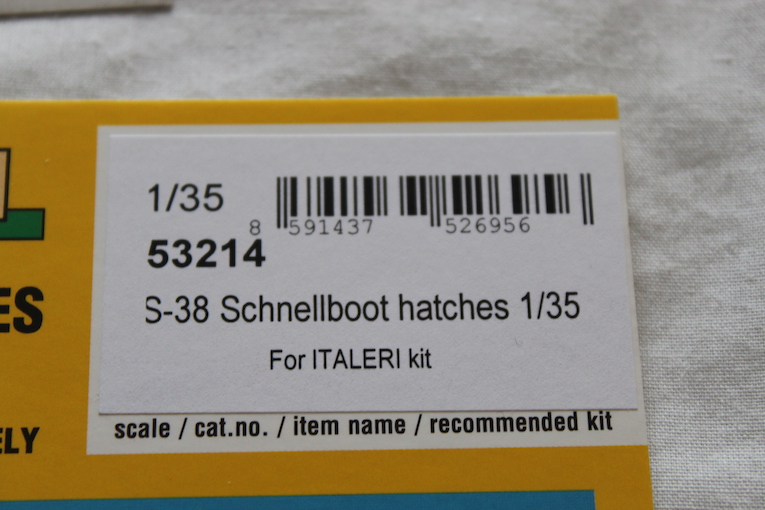 1/35
8 591437 526956
53214
S-38 Schnellboot hatches 1/35
For ITALERI kit
scale / cat.no. / item name / recommended kit
ES
ELY